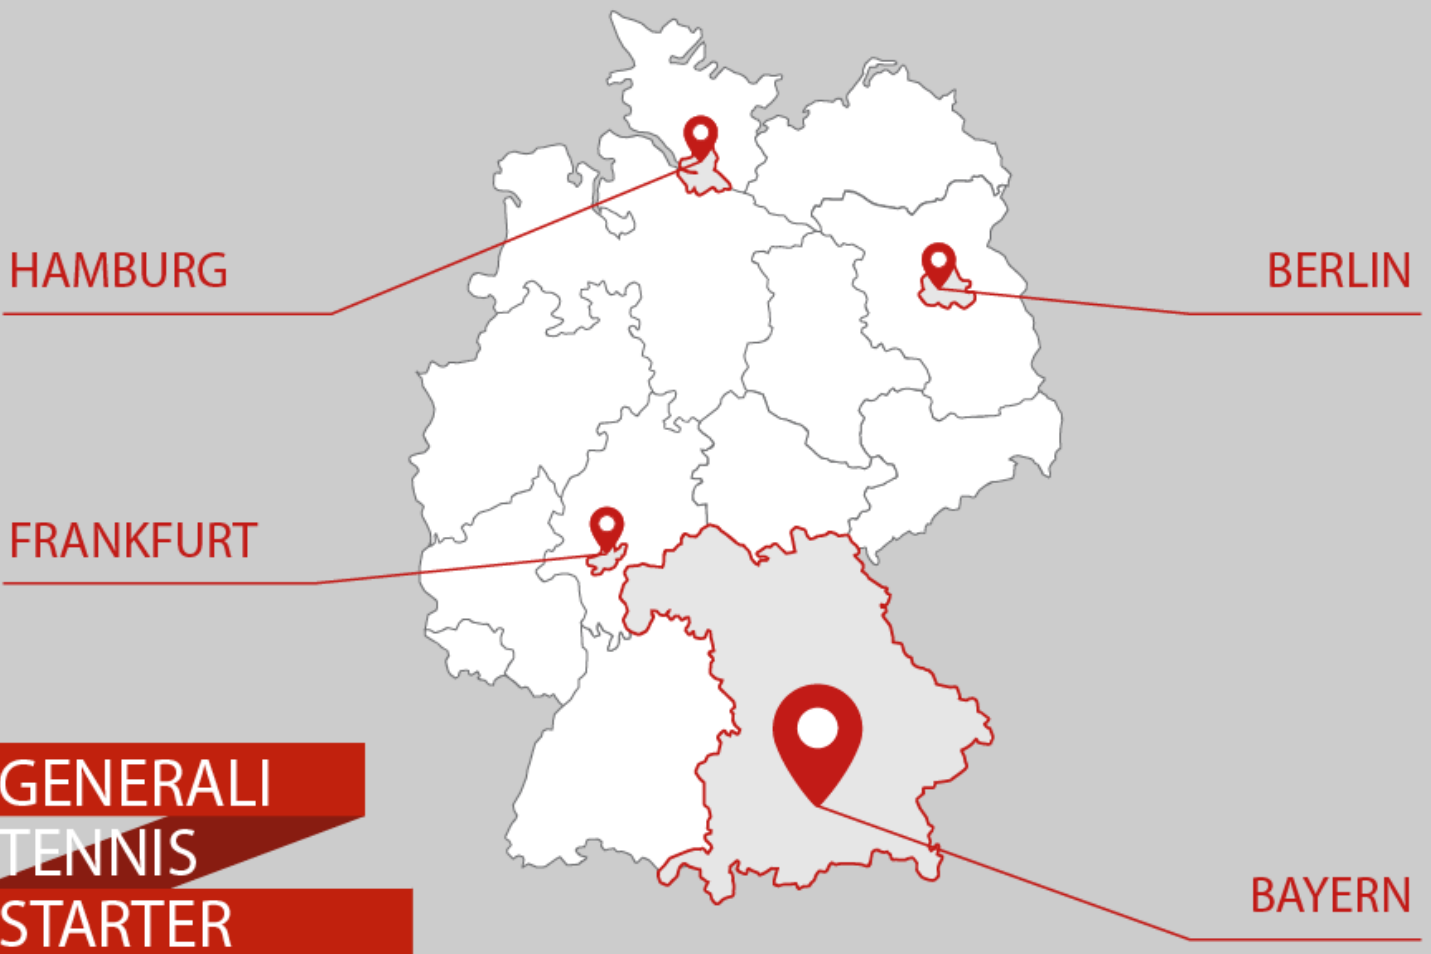 HAMBURG
BERLIN
FRANKFURT
BAYERN
GENERALI
TENNIS
STARTER